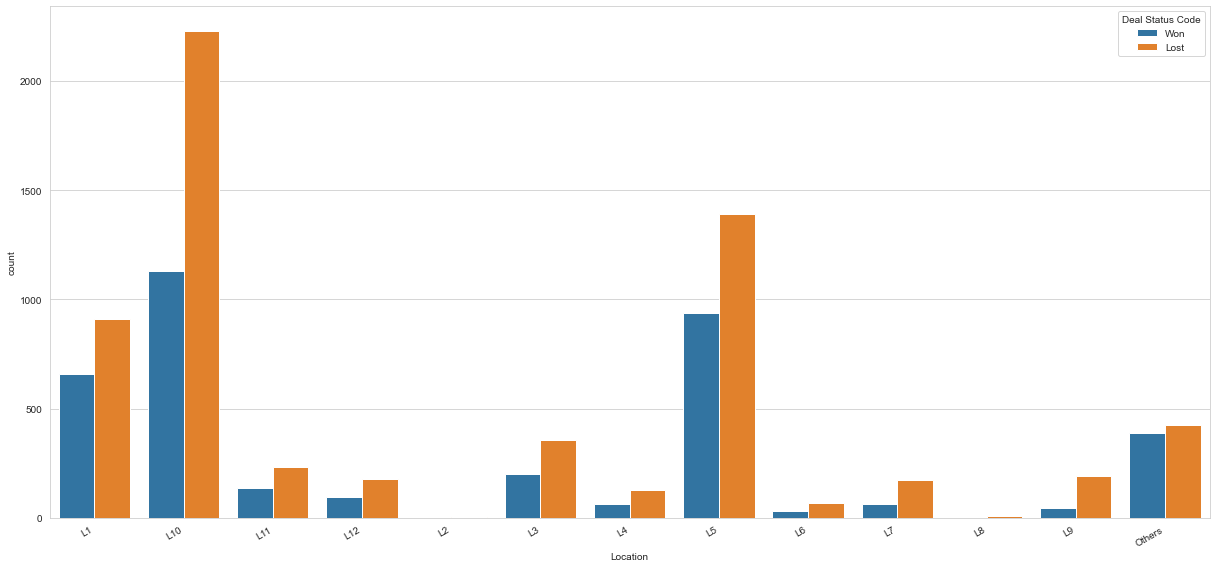 Deal Status Code
Won
Lost
2000
1500
1000
500
0
count
L1 L10 L11 L12 L2 L3 L4 L5 L6 L7 L8 L9 Others
Location